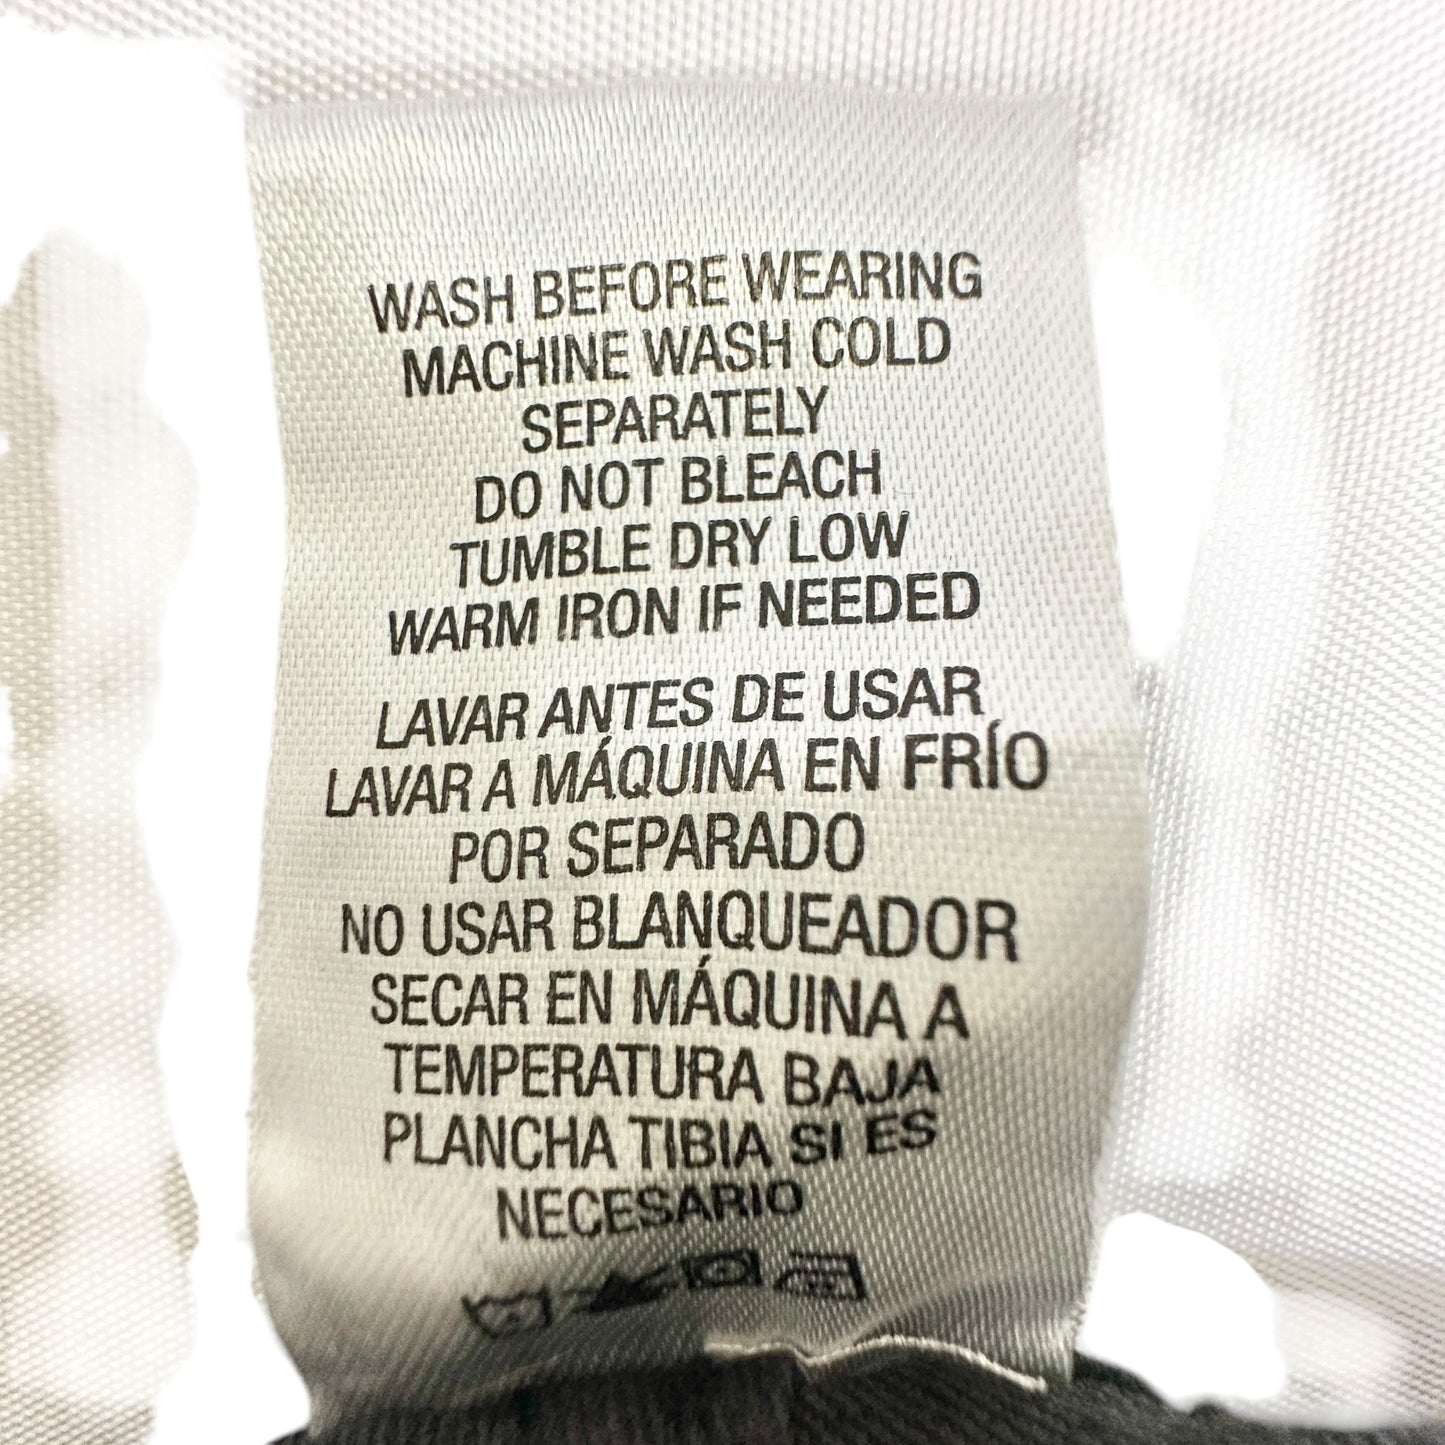 WASH BEFORE WEARING
MACHINE WASH COLD
SEPARATELY
DO NOT BLEACH
TUMBLE DRY LOW
WARM IRON IF NEEDED
LAVAR ANTES DE USAR
LAVAR A MÁQUINA EN FRÍO
POR SEPARADO
NO USAR BLANQUEADOR
SECAR EN MÁQUINA A
TEMPERATURA BAJA
PLANCHA TIBIA SI ES
NECESARIO